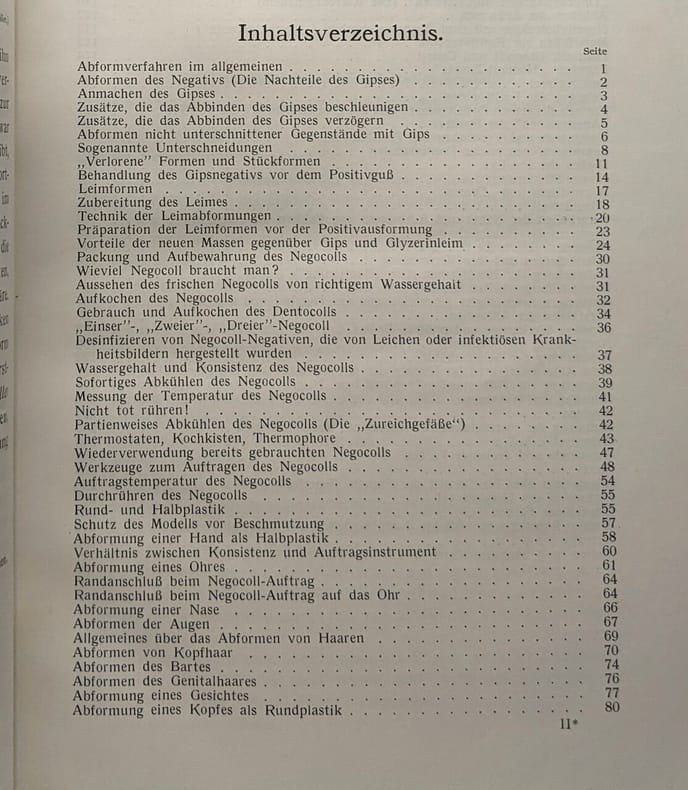 Inhaltsverzeichnis.
Seite
Abformverfahren im allgemeinen . . . . . . . . . . . . . . . . . . 1
Abformen des Negativs (Die Nachteile des Gipses) . . . . . . . . . . . 2
Anmachen des Gipses . . . . . . . . . . . . . . . . . . . . . . 3
Zusätze, die das Abbinden des Gipses beschleunigen . . . . . . . . . . 4
Zusätze, die das Abbinden des Gipses verzögern . . . . . . . . . . . . 5
Abformen nicht unterschnittener Gegenstände mit Gips . . . . . . . . . 6
Sogenannte Unterschneidungen . . . . . . . . . . . . . . . . . . 8
„Verlorene” Formen und Stückformen . . . . . . . . . . . . . . . . 11
Behandlung des Gipsnegativs vor dem Positivguß . . . . . . . . . . . 14
Leimformen . . . . . . . . . . . . . . . . . . . . . . . . . 17
Zubereitung des Leimes . . . . . . . . . . . . . . . . . . . . . 18
Technik der Leimabformungen . . . . . . . . . . . . . . . . . . . 20
Präparation der Leimformen vor der Positivausformung . . . . . . . . . 23
Vorteile der neuen Massen gegenüber Gips und Glyzerinleim . . . . . . . 24
Packung und Aufbewahrung des Negocolls . . . . . . . . . . . . . . 30
Wieviel Negocoll braucht man? . . . . . . . . . . . . . . . . . . 31
Aussehen des frischen Negocolls von richtigem Wassergehalt . . . . . . . 31
Aufkochen des Negocolls . . . . . . . . . . . . . . . . . . . . 32
Gebrauch und Aufkochen des Dentocolls . . . . . . . . . . . . . . . 34
„Einser”-, „Zweier”-, „Dreier”-Negocoll . . . . . . . . . . . . . . . 36
Desinfizieren von Negocoll-Negativen, die von Leichen oder infektiösen Krank-
heitsbildern hergestellt wurden . . . . . . . . . . . . . . . . . 37
Wassergehalt und Konsistenz des Negocolls . . . . . . . . . . . . . . 38
Sofortiges Abkühlen des Negocolls . . . . . . . . . . . . . . . . . 39
Messung der Temperatur des Negocolls . . . . . . . . . . . . . . . 41
Nicht tot rühren! . . . . . . . . . . . . . . . . . . . . . . . 42
Partienweises Abkühlen des Negocolls (Die „Zureichgefäße“) . . . . . . . 42
Thermostaten, Kochkisten, Thermophore . . . . . . . . . . . . . . . 43
Wiederverwendung bereits gebrauchten Negocolls . . . . . . . . . . . 47
Werkzeuge zum Auftragen des Negocolls . . . . . . . . . . . . . . . 48
Auftragstemperatur des Negocolls . . . . . . . . . . . . . . . . . 54
Durchrühren des Negocolls . . . . . . . . . . . . . . . . . . . . 55
Rund- und Halbplastik . . . . . . . . . . . . . . . . . . . . . 55
Schutz des Modells vor Beschmutzung . . . . . . . . . . . . . . . . 57
Abformung einer Hand als Halbplastik . . . . . . . . . . . . . . . . 58
Verhältnis zwischen Konsistenz und Auftragsinstrument . . . . . . . . . 60
Abformung eines Ohres . . . . . . . . . . . . . . . . . . . . . 61
Randanschluß beim Negocoll-Auftrag . . . . . . . . . . . . . . . . 64
Randanschluß beim Negocoll-Auftrag auf das Ohr . . . . . . . . . . . 64
Abformung einer Nase . . . . . . . . . . . . . . . . . . . . . . 66
Abformen der Augen . . . . . . . . . . . . . . . . . . . . . . 67
Allgemeines über das Abformen von Haaren . . . . . . . . . . . . . 69
Abformen von Kopfhaar . . . . . . . . . . . . . . . . . . . . . 70
Abformen des Bartes . . . . . . . . . . . . . . . . . . . . . . 74
Abformen des Genitalhaares . . . . . . . . . . . . . . . . . . . 76
Abformung eines Gesichtes . . . . . . . . . . . . . . . . . . . . 77
Abformung eines Kopfes als Rundplastik . . . . . . . . . . . . . . . 80
II*